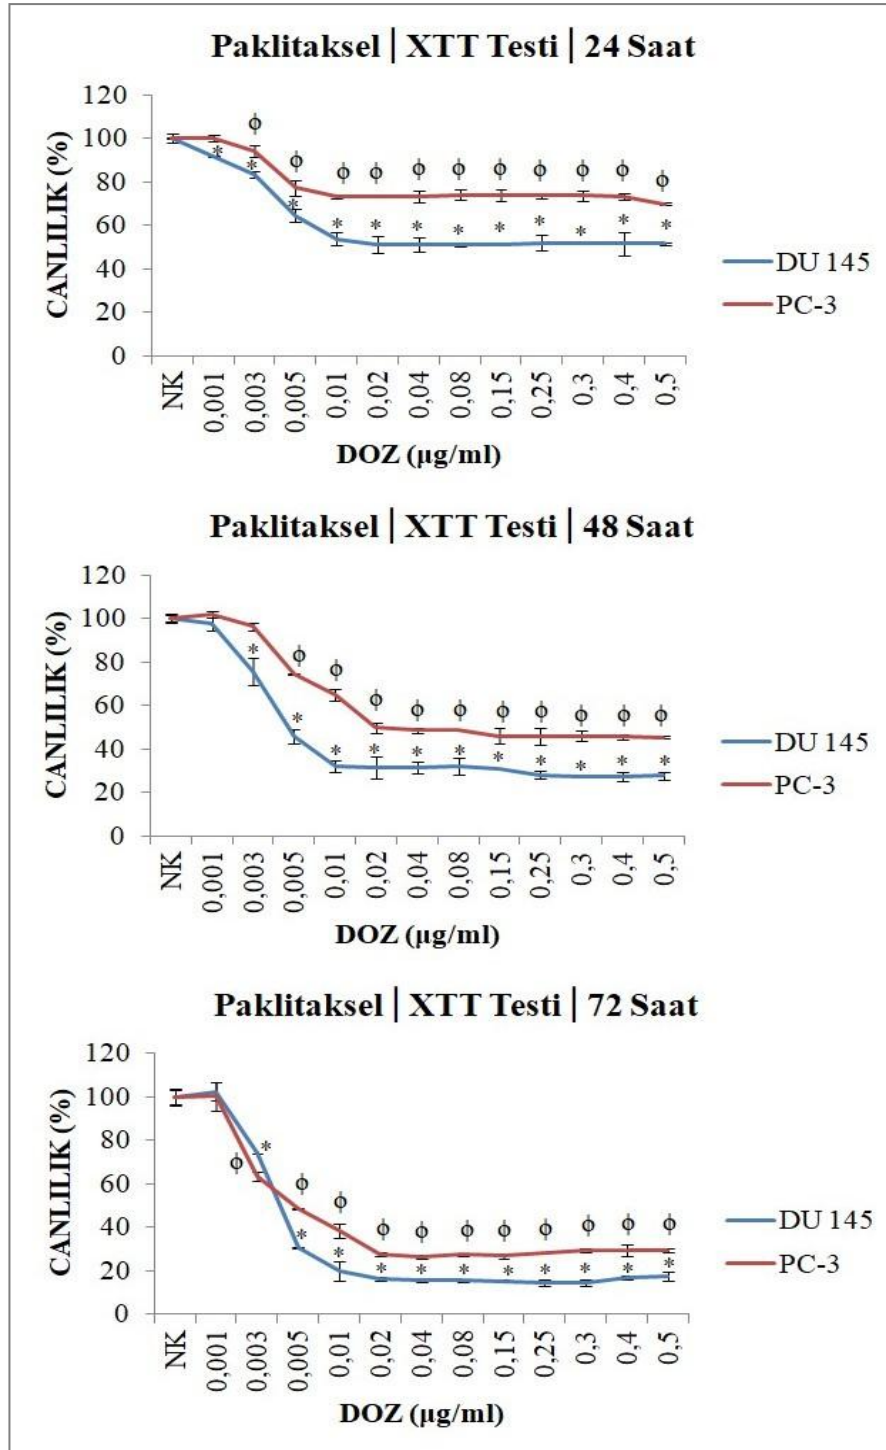 Paklitaksel | XTT Testi | 24 Saat
CANLILIK (%)
120
100
80
60
40
20
0
ϕ ϕ ϕ ϕ ϕ ϕ ϕ ϕ ϕ ϕ ϕ
* * * * * * * * * * * *
NK 0,001 0,003 0,005 0,01 0,02 0,04 0,08 0,15 0,25 0,3 0,4 0,5
DOZ (µg/ml)
DU 145
PC-3
Paklitaksel | XTT Testi | 48 Saat
CANLILIK (%)
120
100
80
60
40
20
0
ϕ ϕ ϕ ϕ ϕ ϕ ϕ ϕ ϕ ϕ
* * * * * * * * * * *
NK 0,001 0,003 0,005 0,01 0,02 0,04 0,08 0,15 0,25 0,3 0,4 0,5
DOZ (µg/ml)
DU 145
PC-3
Paklitaksel | XTT Testi | 72 Saat
CANLILIK (%)
120
100
80
60
40
20
0
ϕ ϕ ϕ ϕ ϕ ϕ ϕ ϕ ϕ ϕ ϕ
* * * * * * * * * * *
NK 0,001 0,003 0,005 0,01 0,02 0,04 0,08 0,15 0,25 0,3 0,4 0,5
DOZ (µg/ml)
DU 145
PC-3